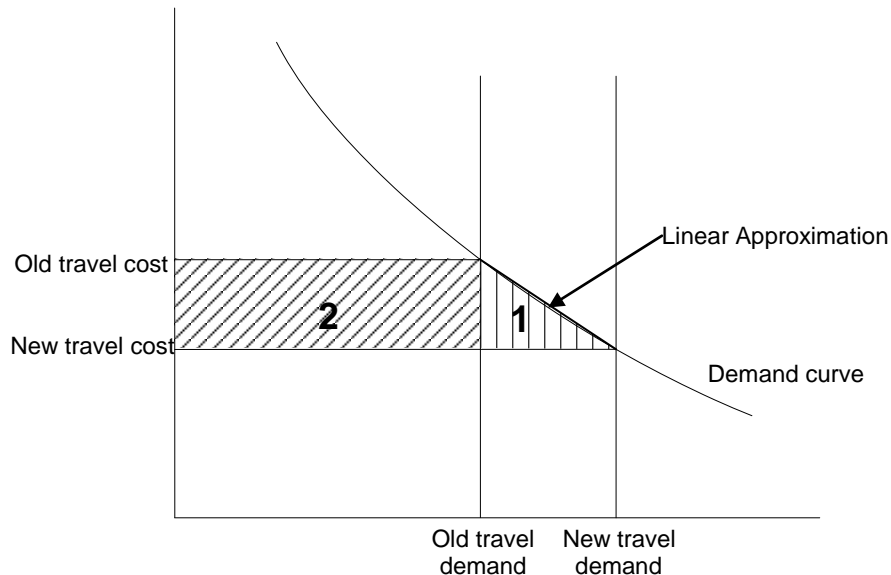 Linear Approximation
Old travel cost
2
1
New travel cost
Demand curve
Old travel
demand
New travel
demand